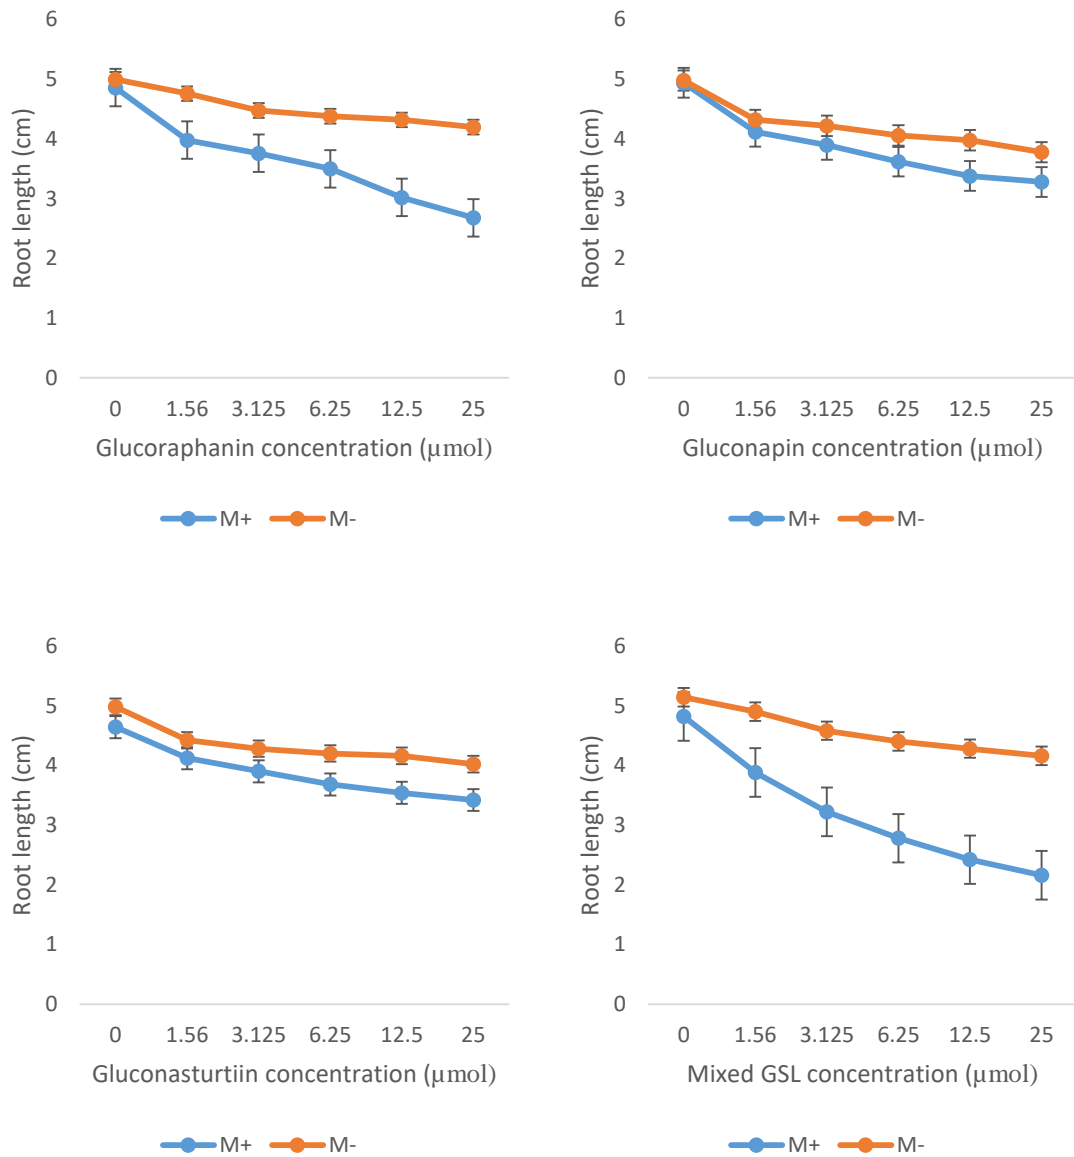 6
5
4
3
2
1
0
Root length (cm)
0 1.56 3.125 6.25 12.5 25
Glucoraphanin concentration (µmol)
M+ M-
6
5
4
3
2
1
0
Root length (cm)
0 1.56 3.125 6.25 12.5 25
Gluconapin concentration (µmol)
M+ M-
6
5
4
3
2
1
0
Root length (cm)
0 1.56 3.125 6.25 12.5 25
Gluconasturtiin concentration (µmol)
M+ M-
6
5
4
3
2
1
0
Root length (cm)
0 1.56 3.125 6.25 12.5 25
Mixed GSL concentration (µmol)
M+ M-